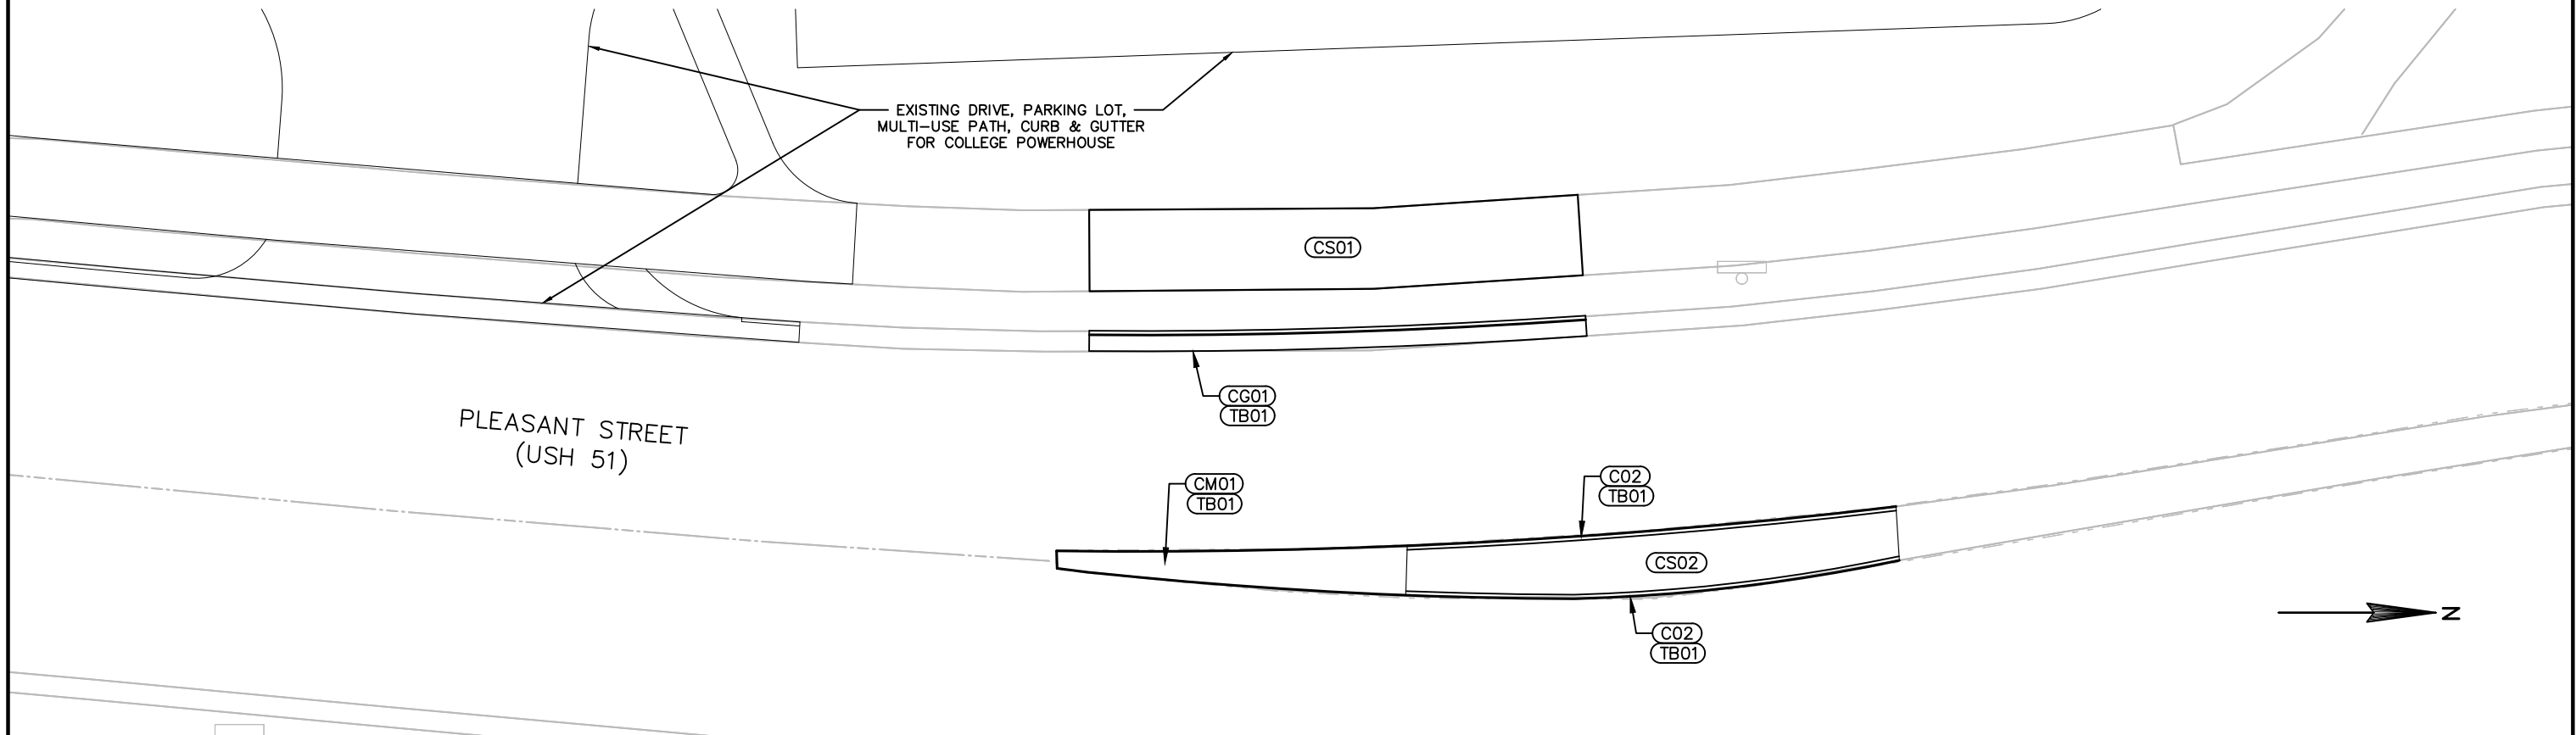 EXISTING DRIVE, PARKING LOT,
MULTI-USE PATH, CURB & GUTTER
FOR COLLEGE POWERHOUSE
CS01
CG01
TB01
PLEASANT STREET
(USH 51)
CM01
TB01
C02
TB01
CS02
C02
TB01
N